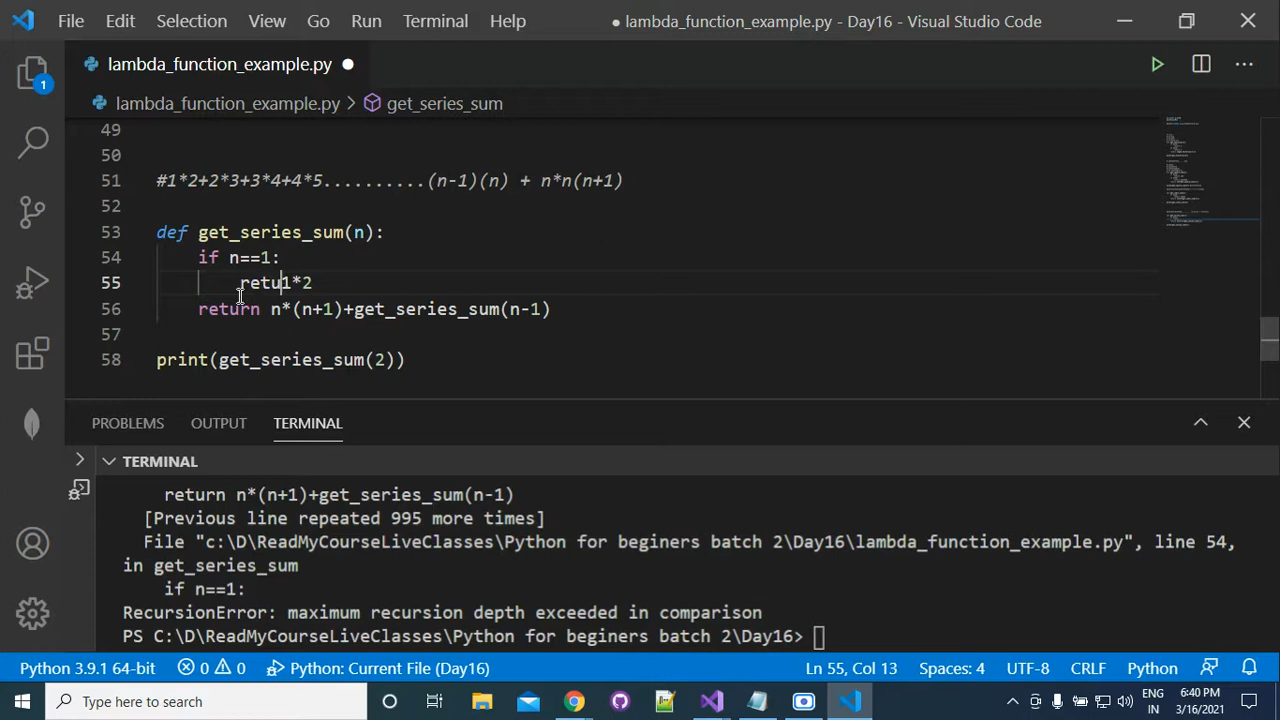 File Edit Selection View Go Run Terminal Help ● lambda_function_example.py - Day16 - Visual Studio Code
lambda_function_example.py ●
lambda_function_example.py > get_series_sum
1
49
50
51 #1*2+2*3+3*4+4*5..........(n-1)(n) + n*n(n+1)
52
53 def get_series_sum(n):
54 if n==1:
55 retu1*2
56 return n*(n+1)+get_series_sum(n-1)
57
58 print(get_series_sum(2))
PROBLEMS OUTPUT TERMINAL
TERMINAL
return n*(n+1)+get_series_sum(n-1)
[Previous line repeated 995 more times]
File "c:\D\ReadMyCourseLiveClasses\Python for beginers batch 2\Day16\lambda_function_example.py", line 54,
in get_series_sum
if n==1:
RecursionError: maximum recursion depth exceeded in comparison
PS C:\D\ReadMyCourseLiveClasses\Python for beginers batch 2\Day16>
Python 3.9.1 64-bit 0 0 Python: Current File (Day16) Ln 55, Col 13 Spaces: 4 UTF-8 CRLF Python
Type here to search
ENG
IN
6:40 PM
3/16/2021